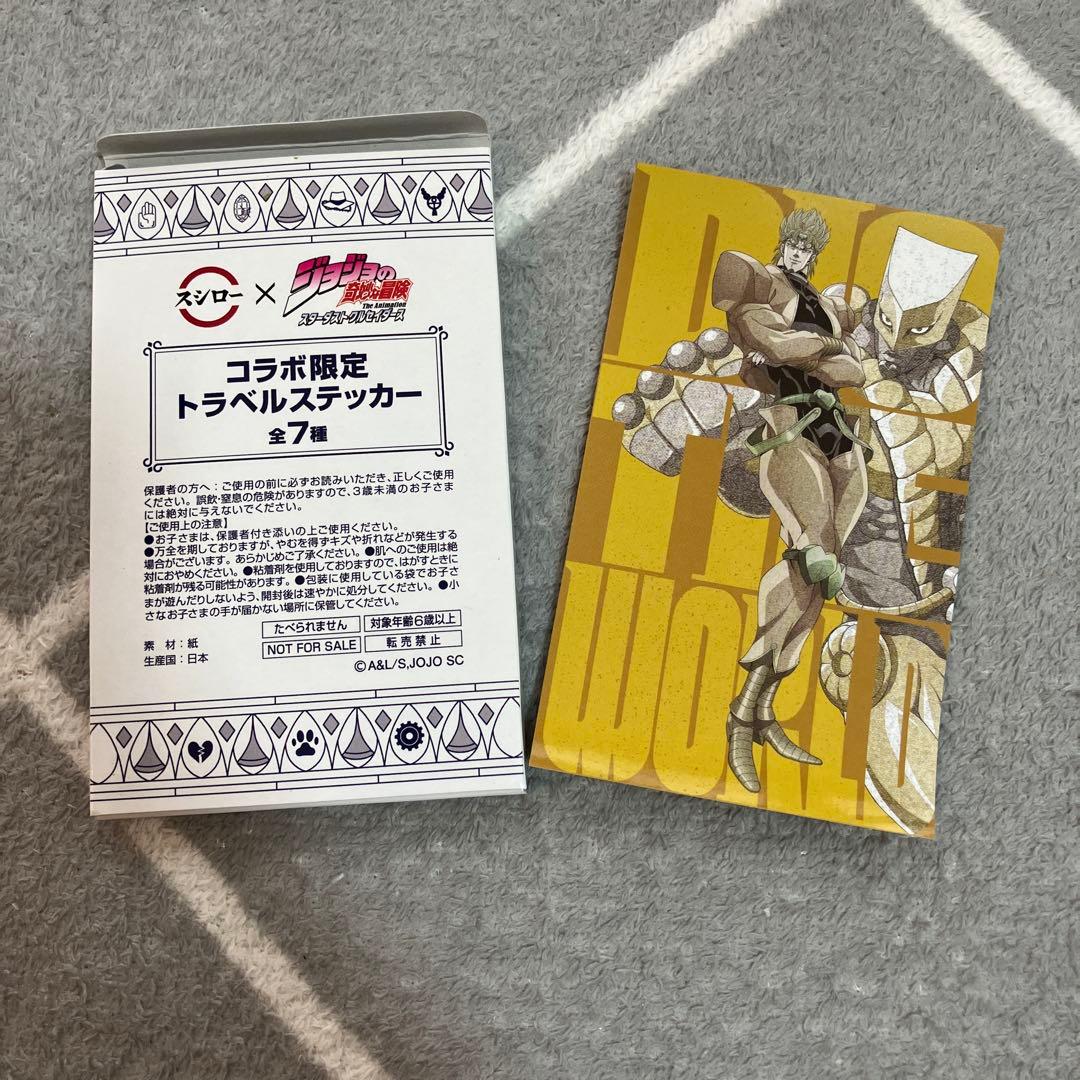 スシロー
×
ジョジョの
奇妙な冒険
The Animation
スターダストクルセイダース
コラボ限定
トラベルステッカー
全7種
保護者の方へ:ご使用の前に必ずお読みいただき、正しくご使用
ください。誤飲・窒息の危険がありますので、3歳未満のお子さま
には絶対に与えないでください。
【ご使用上の注意】
●お子さまは、保護者付き添いの上ご使用ください。
●万全を期しておりますが、やむを得ずキズや折れなどが発生する
場合がございます。あらかじめご了承ください。●肌へのご使用は絶
対におやめください。●粘着剤を使用しておりますので、はがすときに
粘着剤が残る可能性があります。●包装に使用している袋でお子さ
まが遊んだりしないよう、開封後は速やかに処分してください。●小
さなお子さまの手が届かない場所に保管してください。
素 材:紙
生産国:日本
たべられません
対象年齢6歳以上
NOT FOR SALE
転売禁止
©A&L/S,JOJO SC
DIO
THE
WORLD